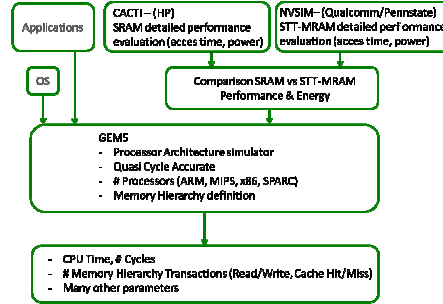 Applications
OS
CACTI – (HP)
SRAM detailed performance
evaluation (acces time, power)
NVSIM– (Qualcomm/Pennstate)
STT-MRAM detailed performance
evaluation (acces time, power)
Comparison SRAM vs STT-MRAM
Performance & Energy
GEM5
- Processor Architecture simulator
- Quasi Cycle Accurate
- # Processors (ARM, MIPS, x86, SPARC)
- Memory Hierarchy definition
- CPU Time, # Cycles
- # Memory Hierarchy Transactions (Read/Write, Cache Hit/Miss)
- Many other parameters